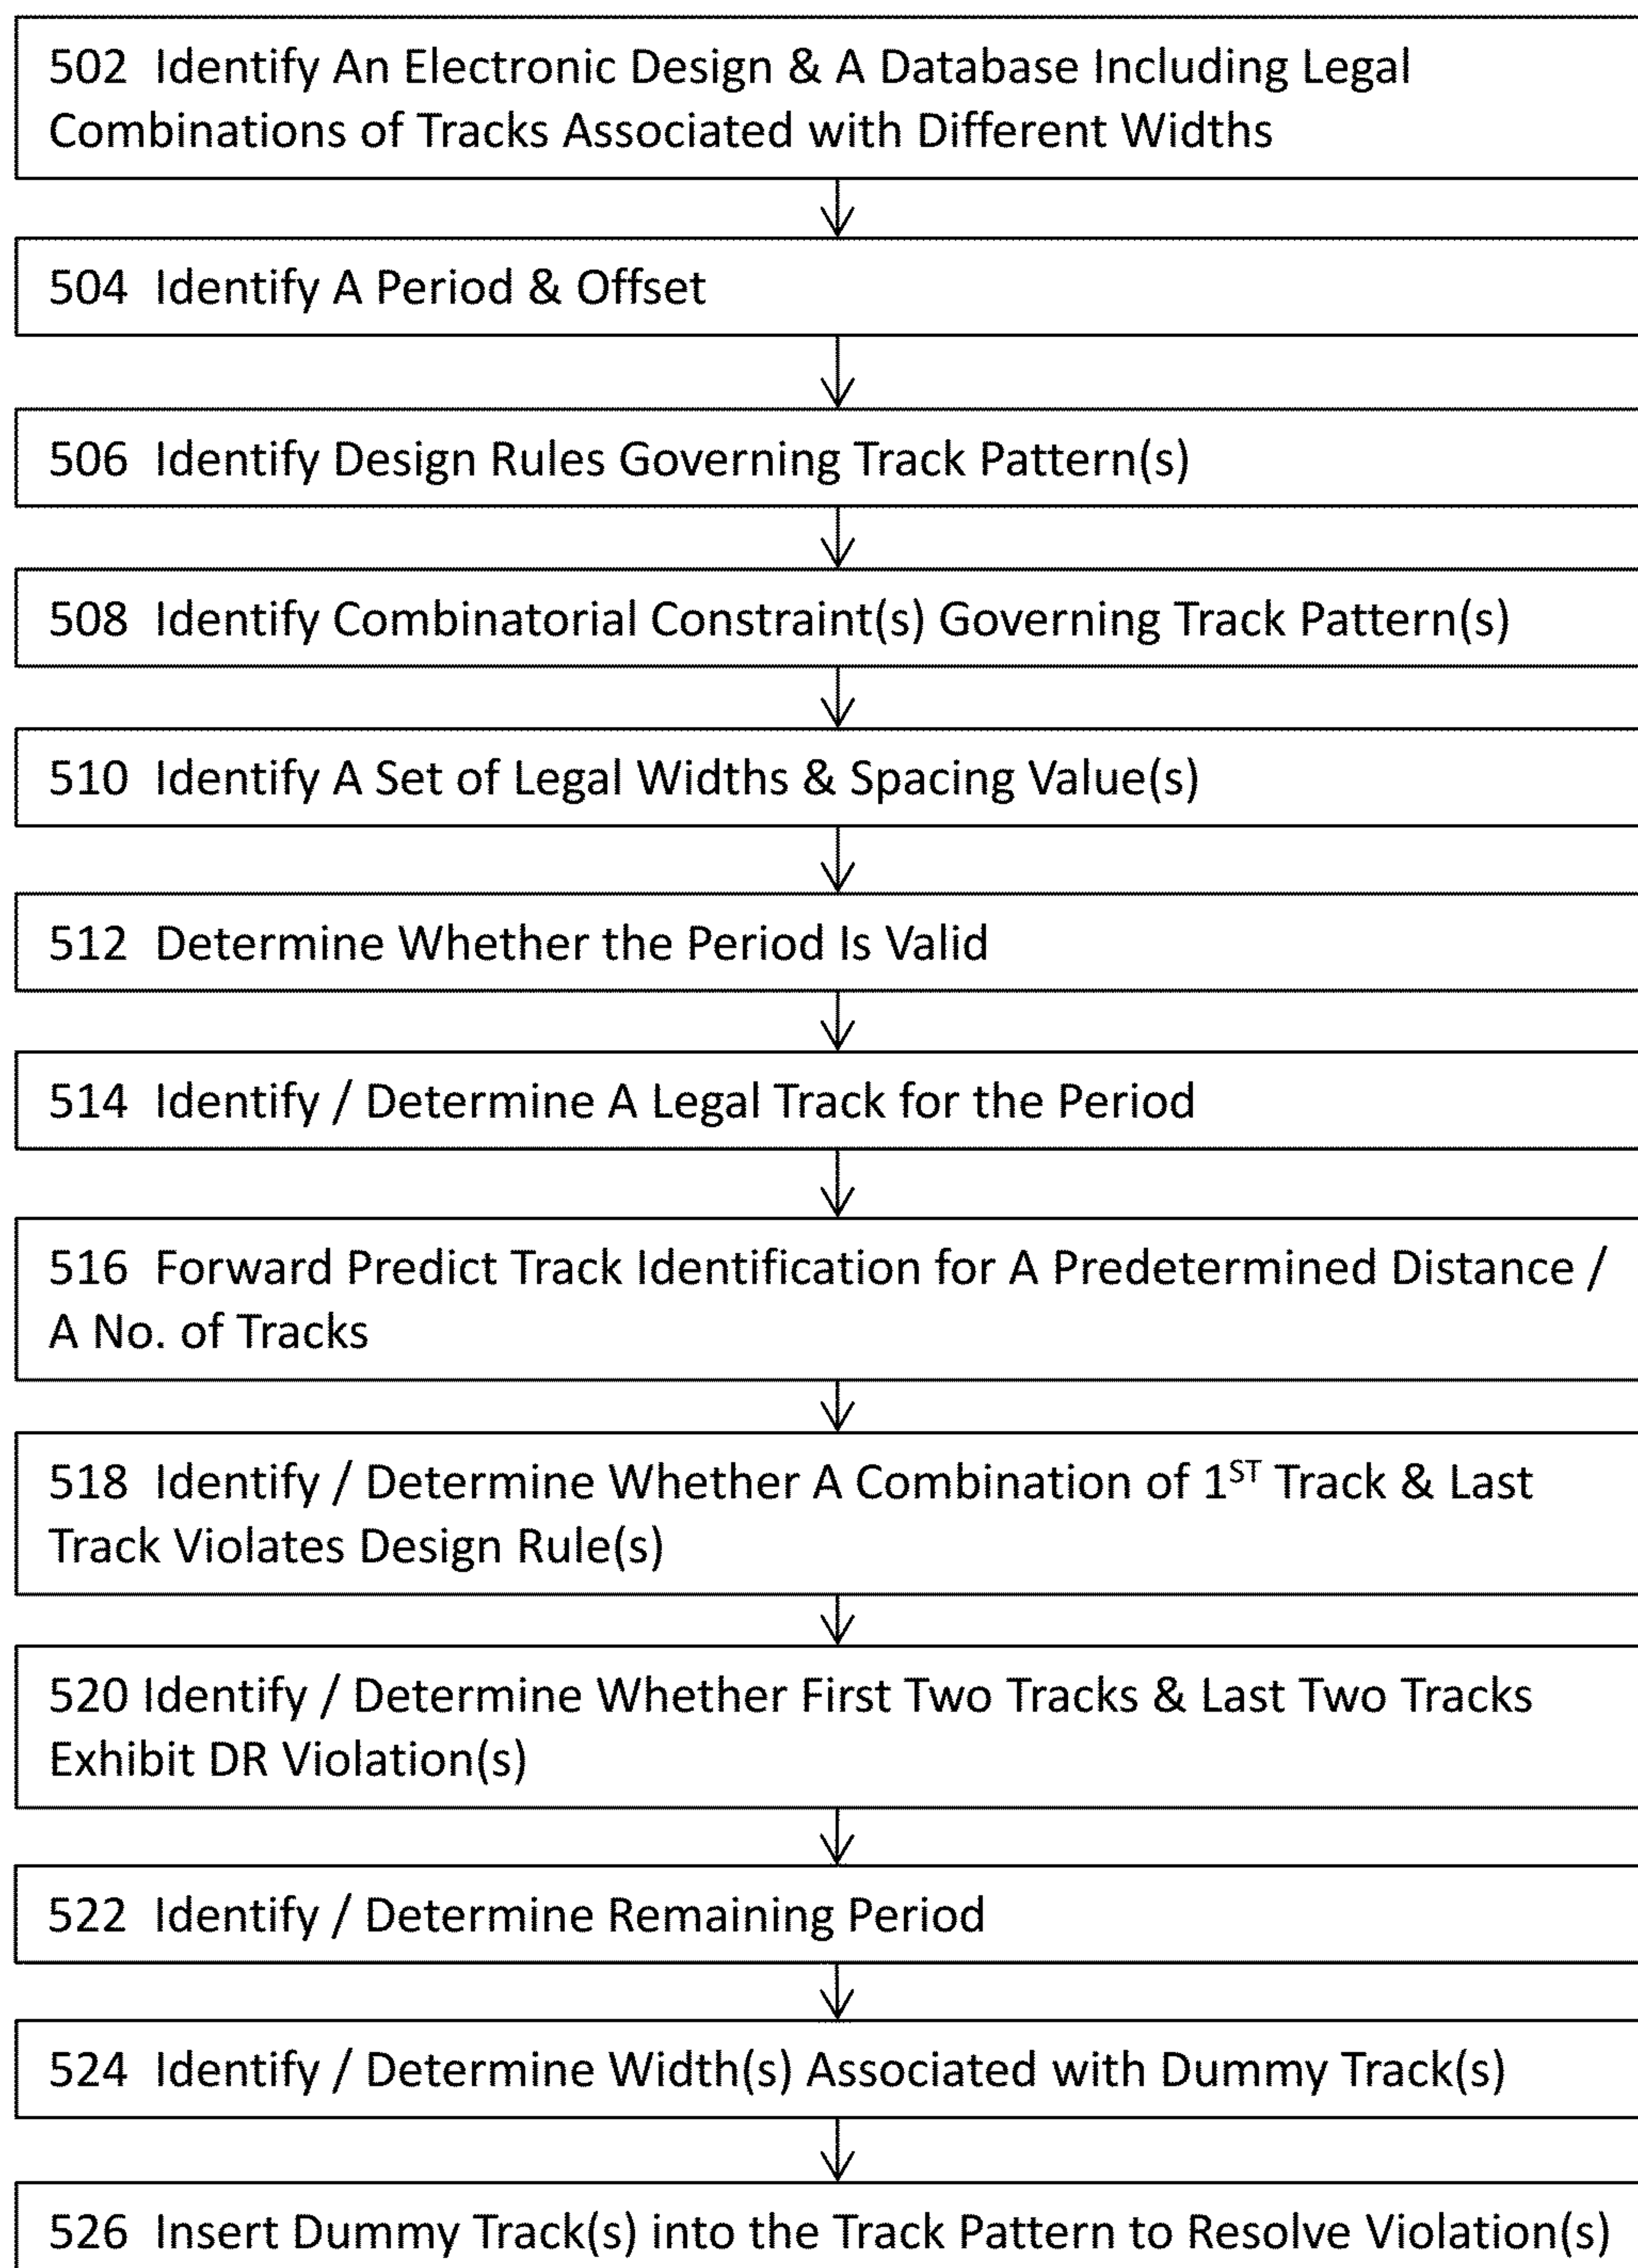 502 Identify An Electronic Design & A Database Including Legal
Combinations of Tracks Associated with Different Widths
504 Identify A Period & Offset
506 Identify Design Rules Governing Track Pattern(s)
508 Identify Combinatorial Constraint(s) Governing Track Pattern(s)
510 Identify A Set of Legal Widths & Spacing Value(s)
512 Determine Whether the Period Is Valid
514 Identify / Determine A Legal Track for the Period
516 Forward Predict Track Identification for A Predetermined Distance /
A No. of Tracks
518 Identify / Determine Whether A Combination of 1ST Track & Last
Track Violates Design Rule(s)
520 Identify / Determine Whether First Two Tracks & Last Two Tracks
Exhibit DR Violation(s)
522 Identify / Determine Remaining Period
524 Identify / Determine Width(s) Associated with Dummy Track(s)
526 Insert Dummy Track(s) into the Track Pattern to Resolve Violation(s)